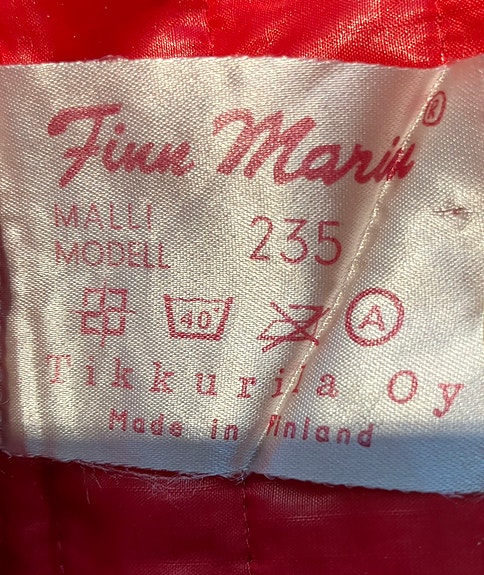 Finn Marin ®
MALLI
MODELL 235
40° A
Tikkurila Oy
Made in Finland